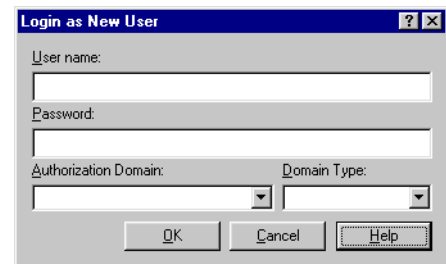 Login as New User
User name:
Password:
Authorization Domain: Domain Type:
OK Cancel Help